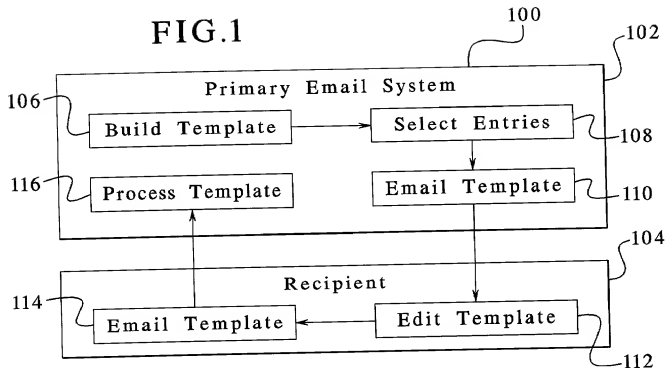 FIG.1
100
102
Primary Email System
106
Build Template
Select Entries
108
116
Process Template
Email Template
110
104
Recipient
114
Email Template
Edit Template
112